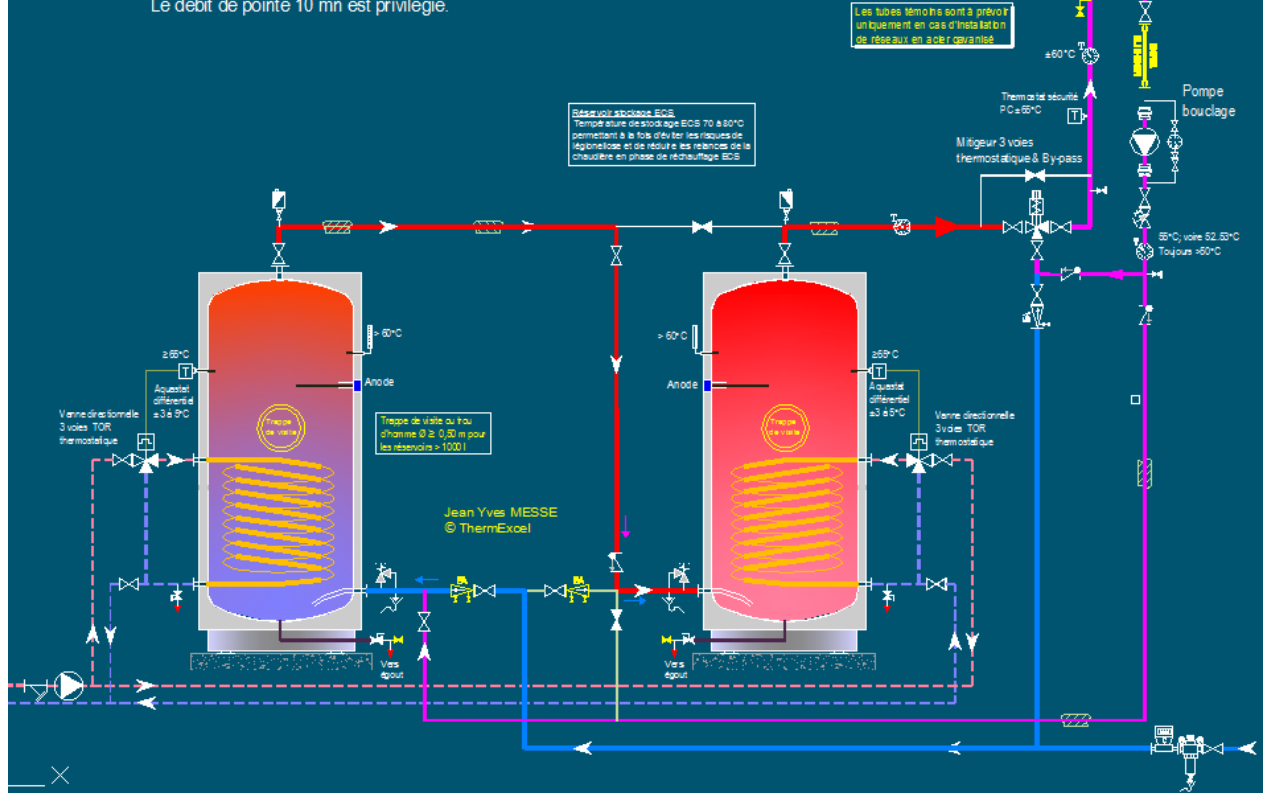 Le débit de pointe 10 mn est privilégié.
Les tubes témoins sont à prévoir
uniquement en cas d'installation
de réseaux en acier gavanisé
±60°C
Thermostat sécurité
PC±65°C
T
Pompe
bouclage
Réservoir stockage ECS
Température de stockage ECS 70 à 80°C
permettant à la fois d'éviter les risques de
légionellose et de réduire les relances de la
chaudière en phase de réchauffage ECS
Mitigeur 3 voies
thermostatique & By-pass
55°C; voire 52.53°C
Toujours >50°C
> 60°C
> 60°C
≥65°C
T
Aquastat
différentiel
±3 à 5°C
Anode
Anode
≥65°C
T
Aquastat
différentiel
±3 à 5°C
Vanne directionnelle
3 voies TOR
thermostatique
Trappe
de visite
Trappe de visite ou trou
d'homme Ø ≥ 0,50 m pour
les réservoirs > 1000 l
Trappe
de visite
Vanne directionnelle
3 voies TOR
thermostatique
Jean Yves MESSE
© ThermExcel
EA
EA
Vers
égout
Vers
égout